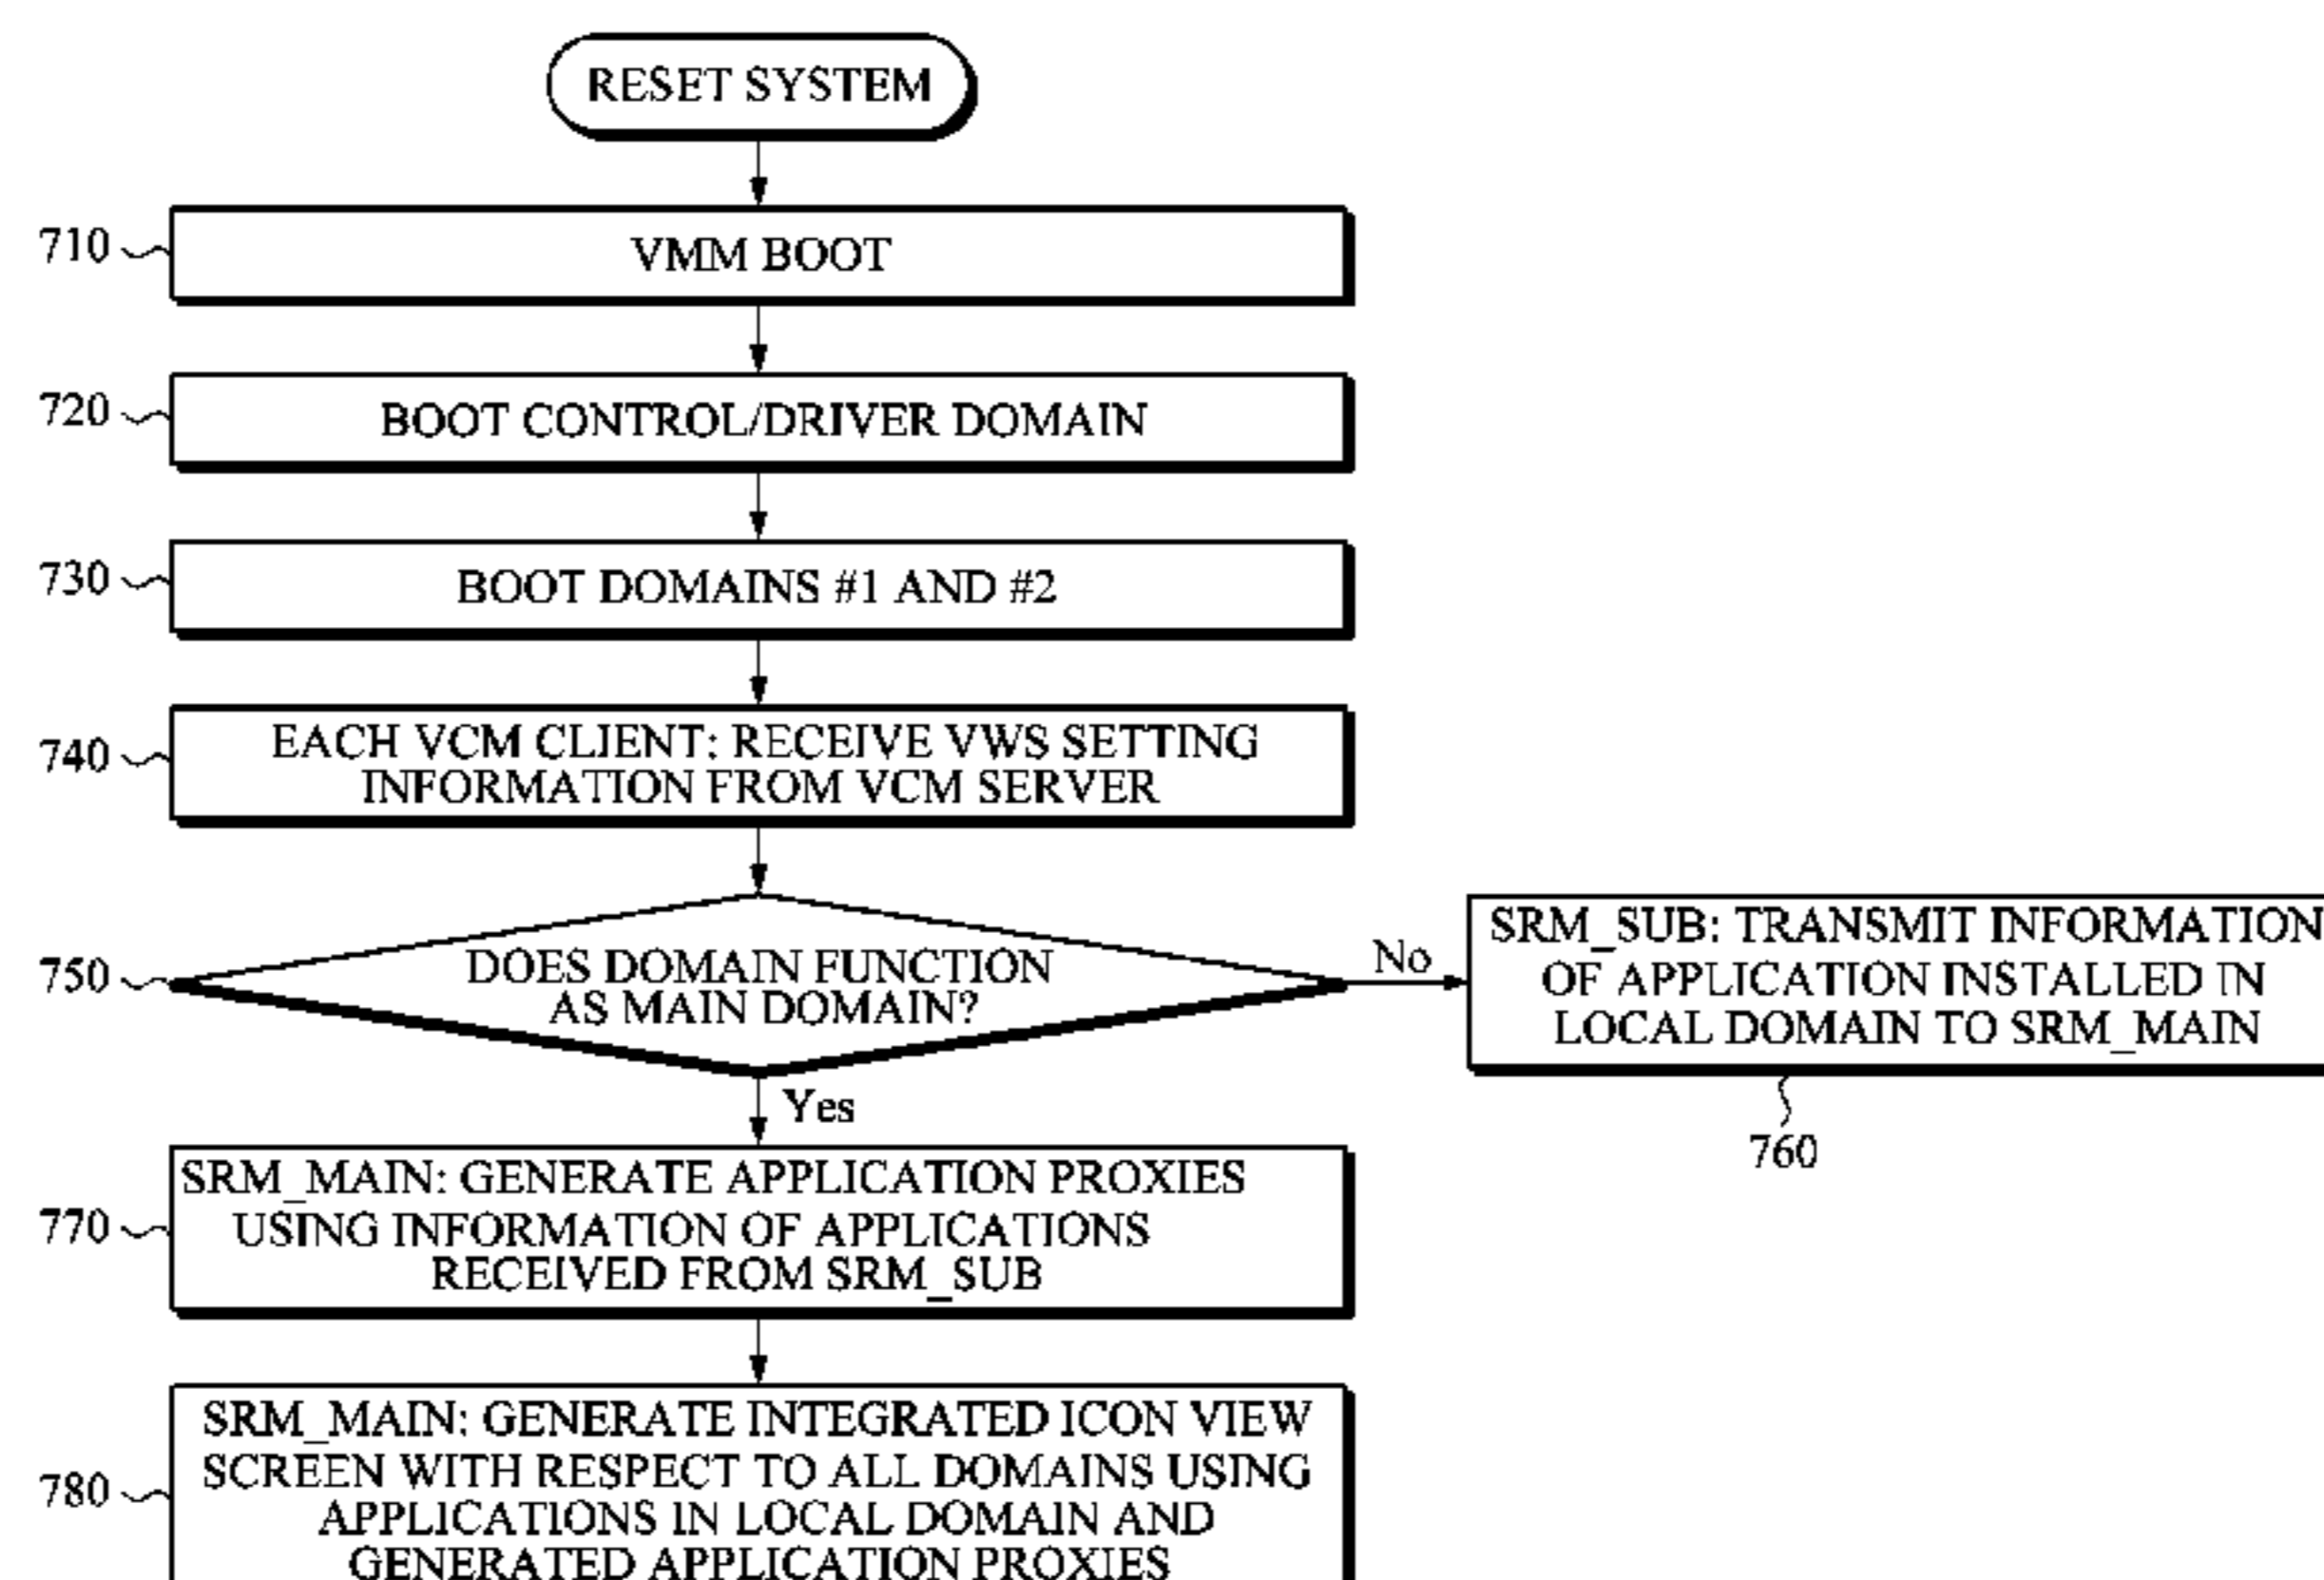 RESET SYSTEM
710
VMM BOOT
720
BOOT CONTROL/DRIVER DOMAIN
730
BOOT DOMAINS #1 AND #2
740
EACH VCM CLIENT: RECEIVE VWS SETTING
INFORMATION FROM VCM SERVER
750
DOES DOMAIN FUNCTION
AS MAIN DOMAIN?
No
SRM_SUB: TRANSMIT INFORMATION
OF APPLICATION INSTALLED IN
LOCAL DOMAIN TO SRM_MAIN
760
Yes
770
SRM_MAIN: GENERATE APPLICATION PROXIES
USING INFORMATION OF APPLICATIONS
RECEIVED FROM SRM_SUB
780
SRM_MAIN: GENERATE INTEGRATED ICON VIEW
SCREEN WITH RESPECT TO ALL DOMAINS USING
APPLICATIONS IN LOCAL DOMAIN AND
GENERATED APPLICATION PROXIES